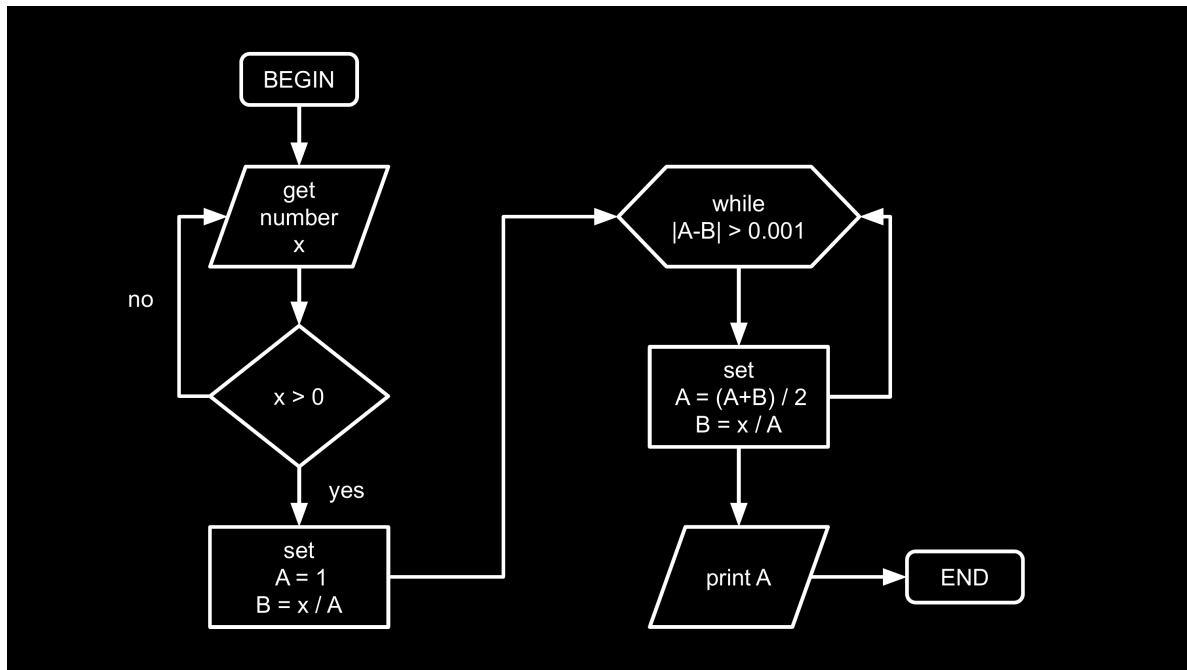 BEGIN
get
number
x
no
x > 0
yes
set
A = 1
B = x / A
while
|A-B| > 0.001
set
A = (A+B) / 2
B = x / A
print A
END